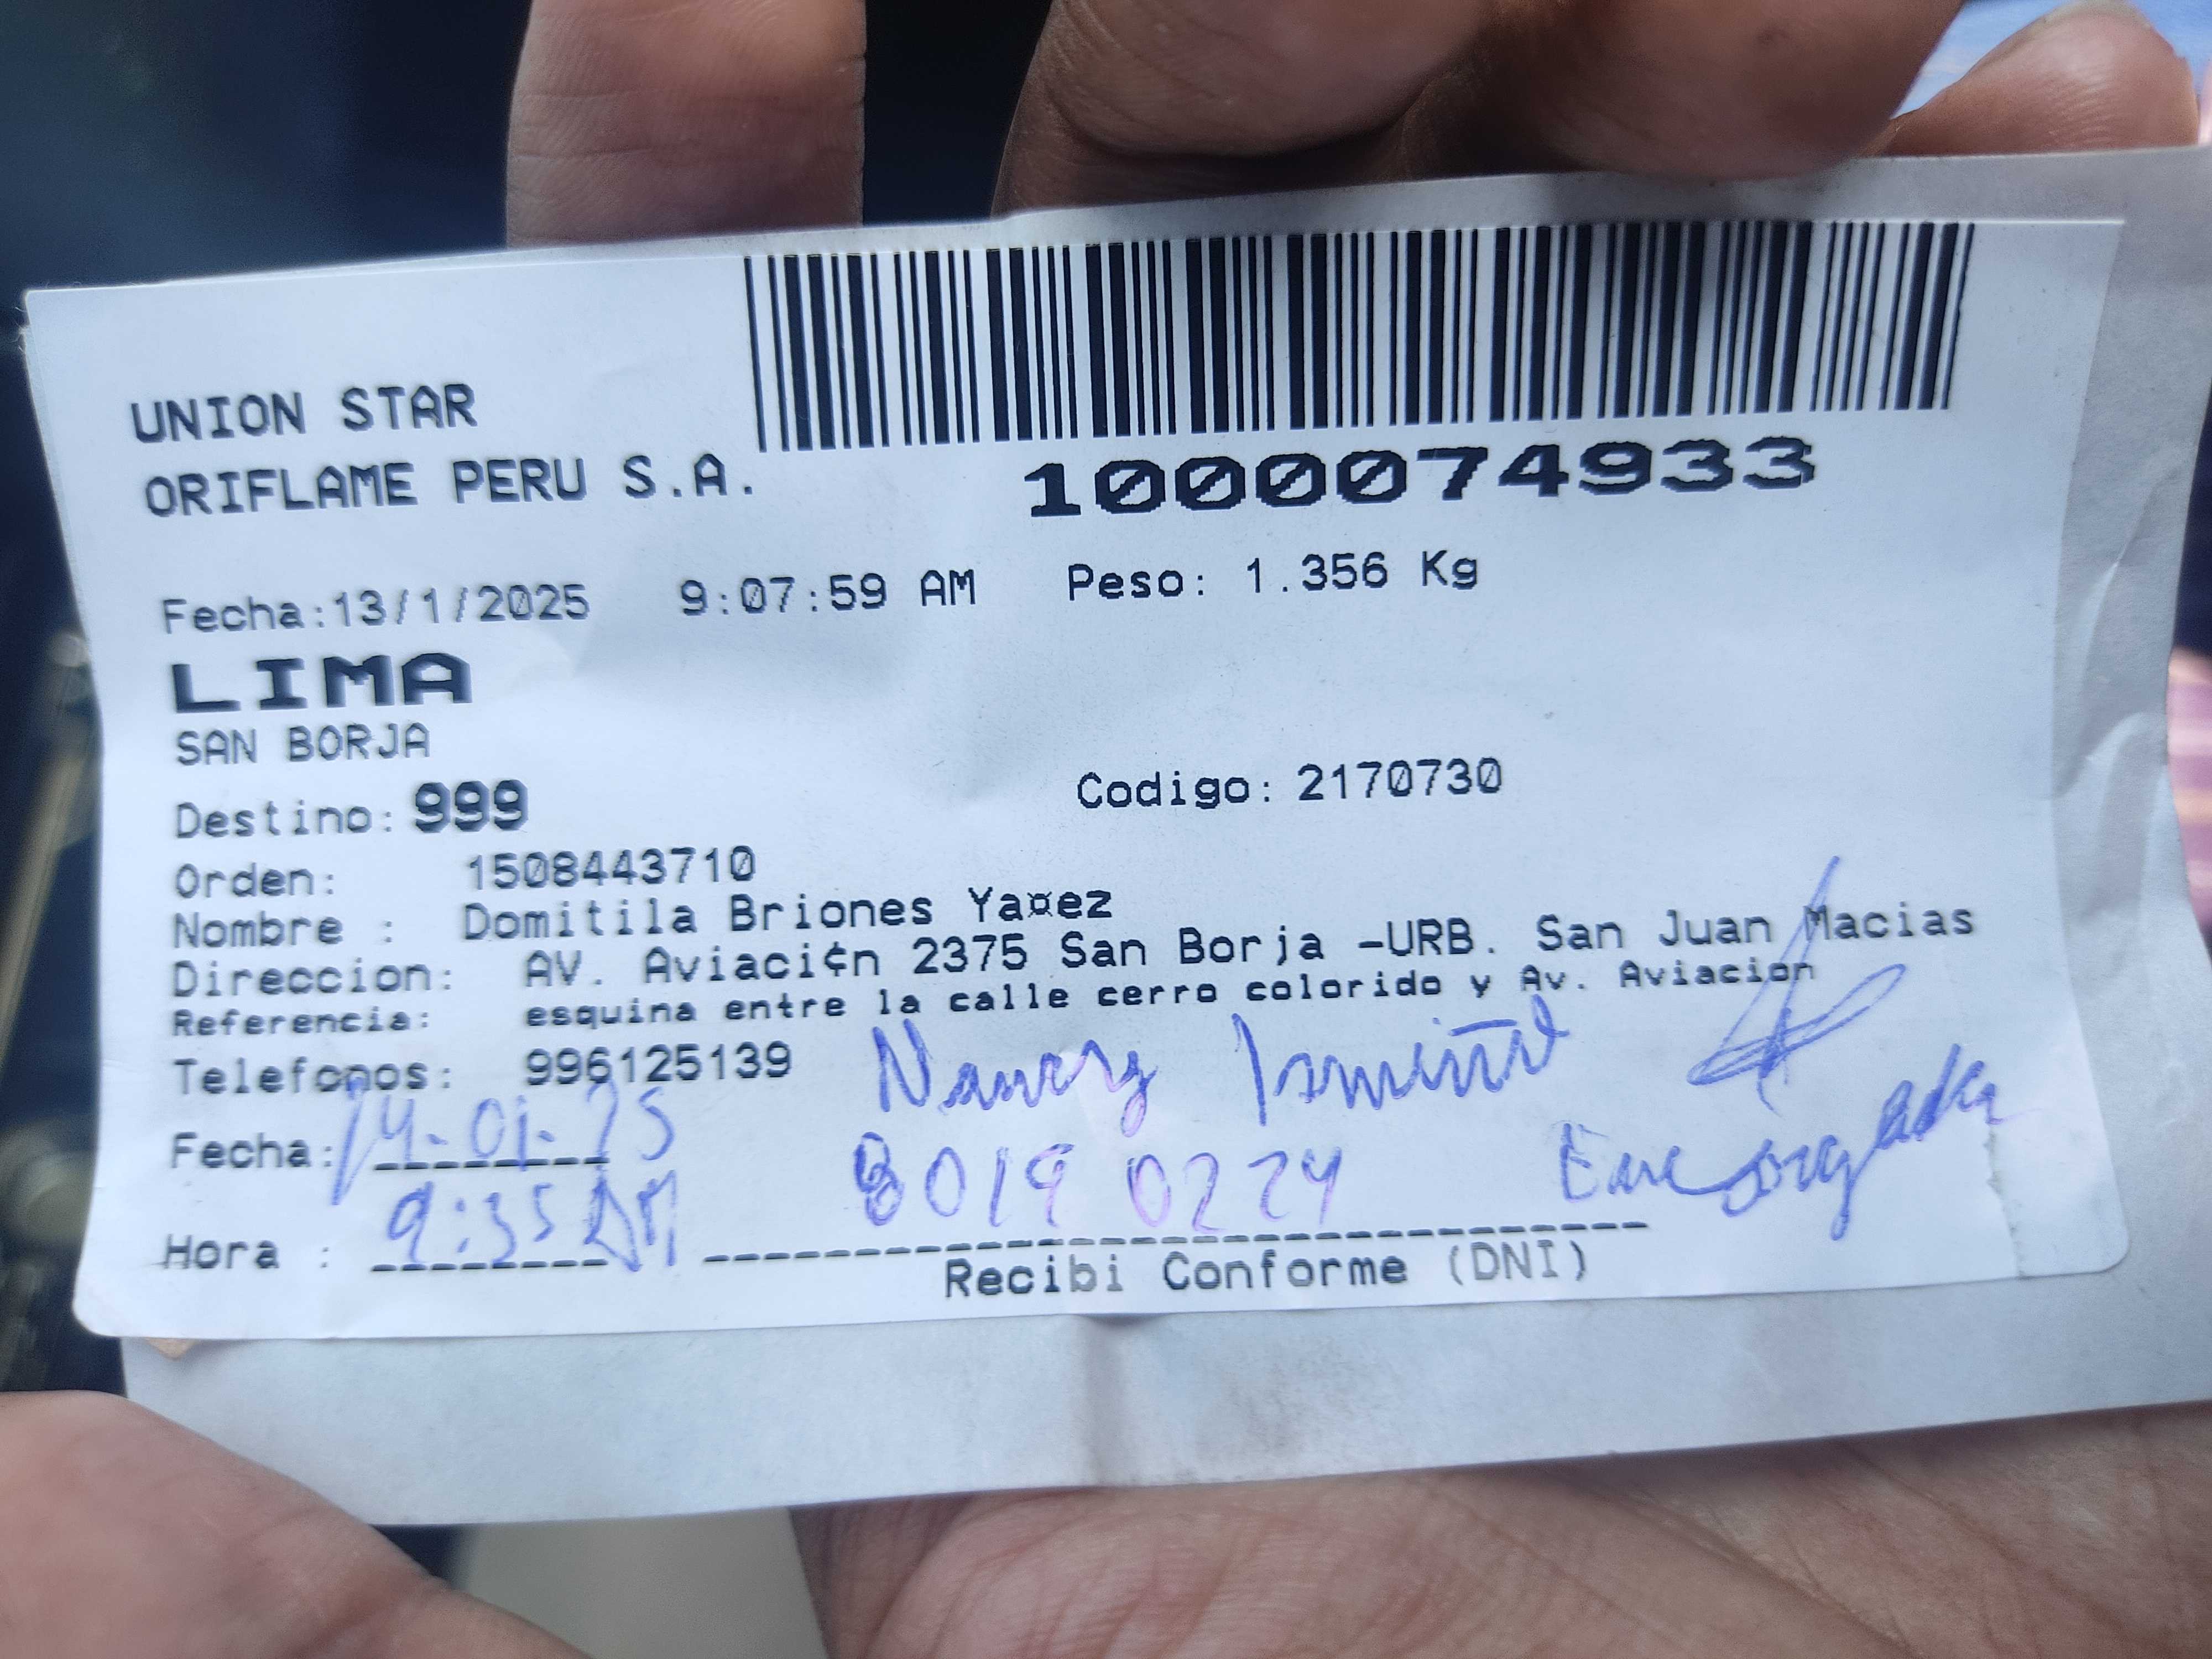 UNION STAR
ORIFLAME PERU S.A.
1000074933
Fecha:13/1/2025 9:07:59 AM Peso: 1.356 Kg
LIMA
SAN BORJA
Destino: 999 Codigo: 2170730
Orden: 1508443710
Nombre : Domitila Briones Ya¤ez
Direccion: AV. Aviaci¢n 2375 San Borja -URB. San Juan Macias
Referencia: esquina entre la calle cerro colorido y Av. Aviacion
Telefonos: 996125139
Nancy
Fecha: 14-01-25
8019 0224 Encargada
Hora : 9:35 AM
Recibi Conforme (DNI)